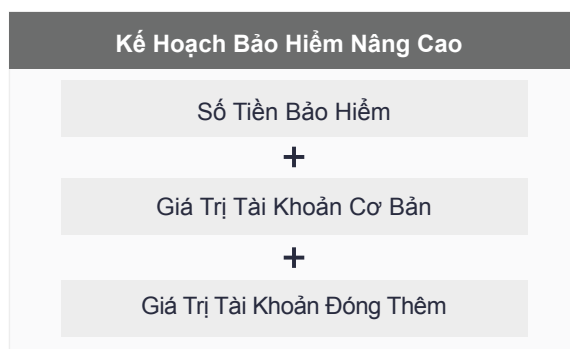 Kế Hoạch Bảo Hiểm Nâng Cao
Số Tiền Bảo Hiểm
+
Giá Trị Tài Khoản Cơ Bản
+
Giá Trị Tài Khoản Đóng Thêm